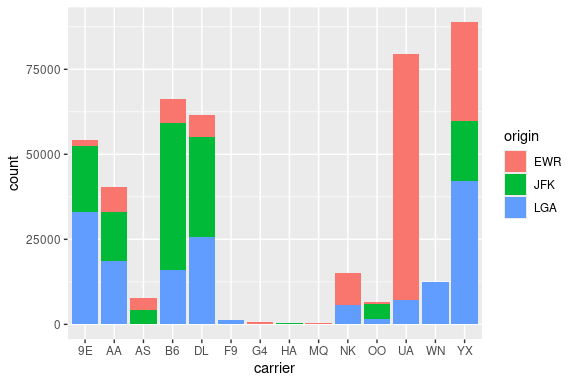 75000
50000
25000
0
count
9E AA AS B6 DL F9 G4 HA MQ NK OO UA WN YX
carrier
origin
EWR
JFK
LGA